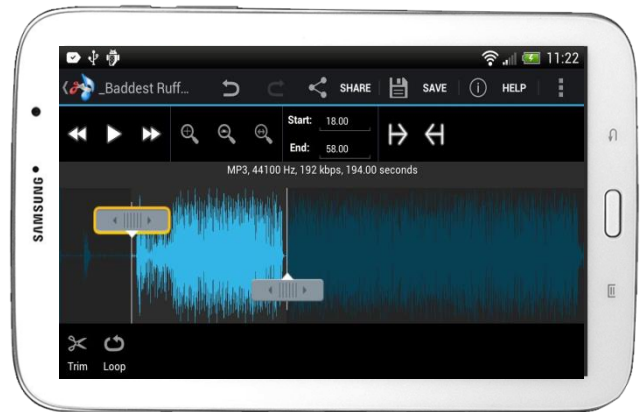 11:22
_Baddest Ruff...
SHARE
SAVE
HELP
Start: 18.00
End: 58.00
MP3, 44100 Hz, 192 kbps, 194.00 seconds
SAMSUNG
Trim Loop